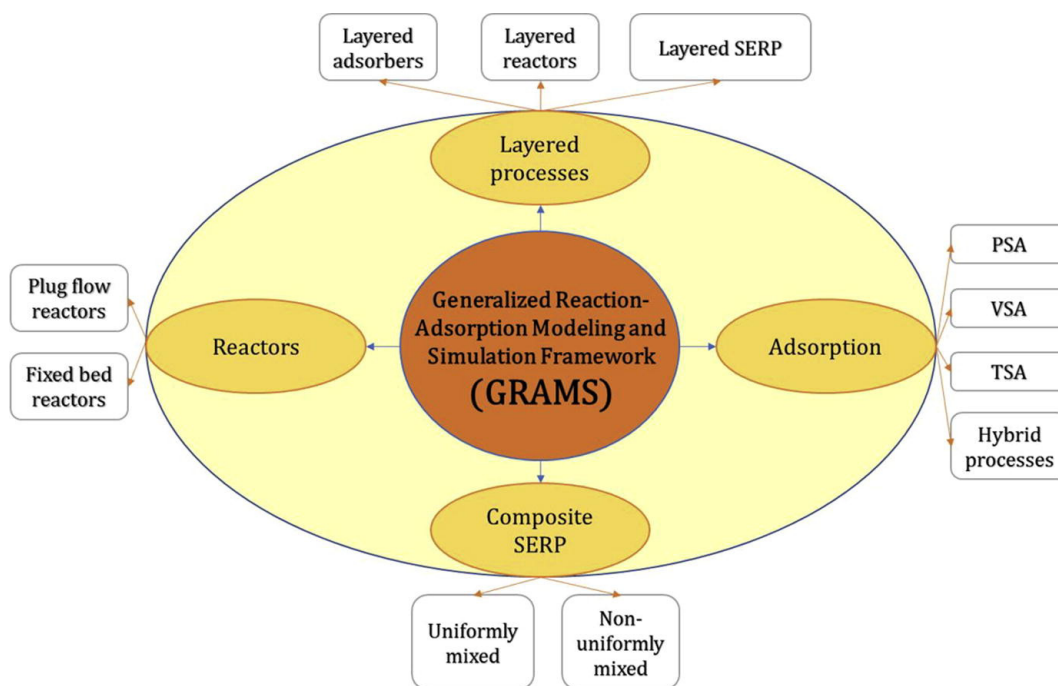 Layered
adsorbers
Layered
reactors
Layered SERP
Layered
processes
Plug flow
reactors
Fixed bed
reactors
Reactors
Generalized Reaction-
Adsorption Modeling and
Simulation Framework
(GRAMS)
Adsorption
PSA
VSA
TSA
Hybrid
processes
Composite
SERP
Uniformly
mixed
Non-
uniformly
mixed